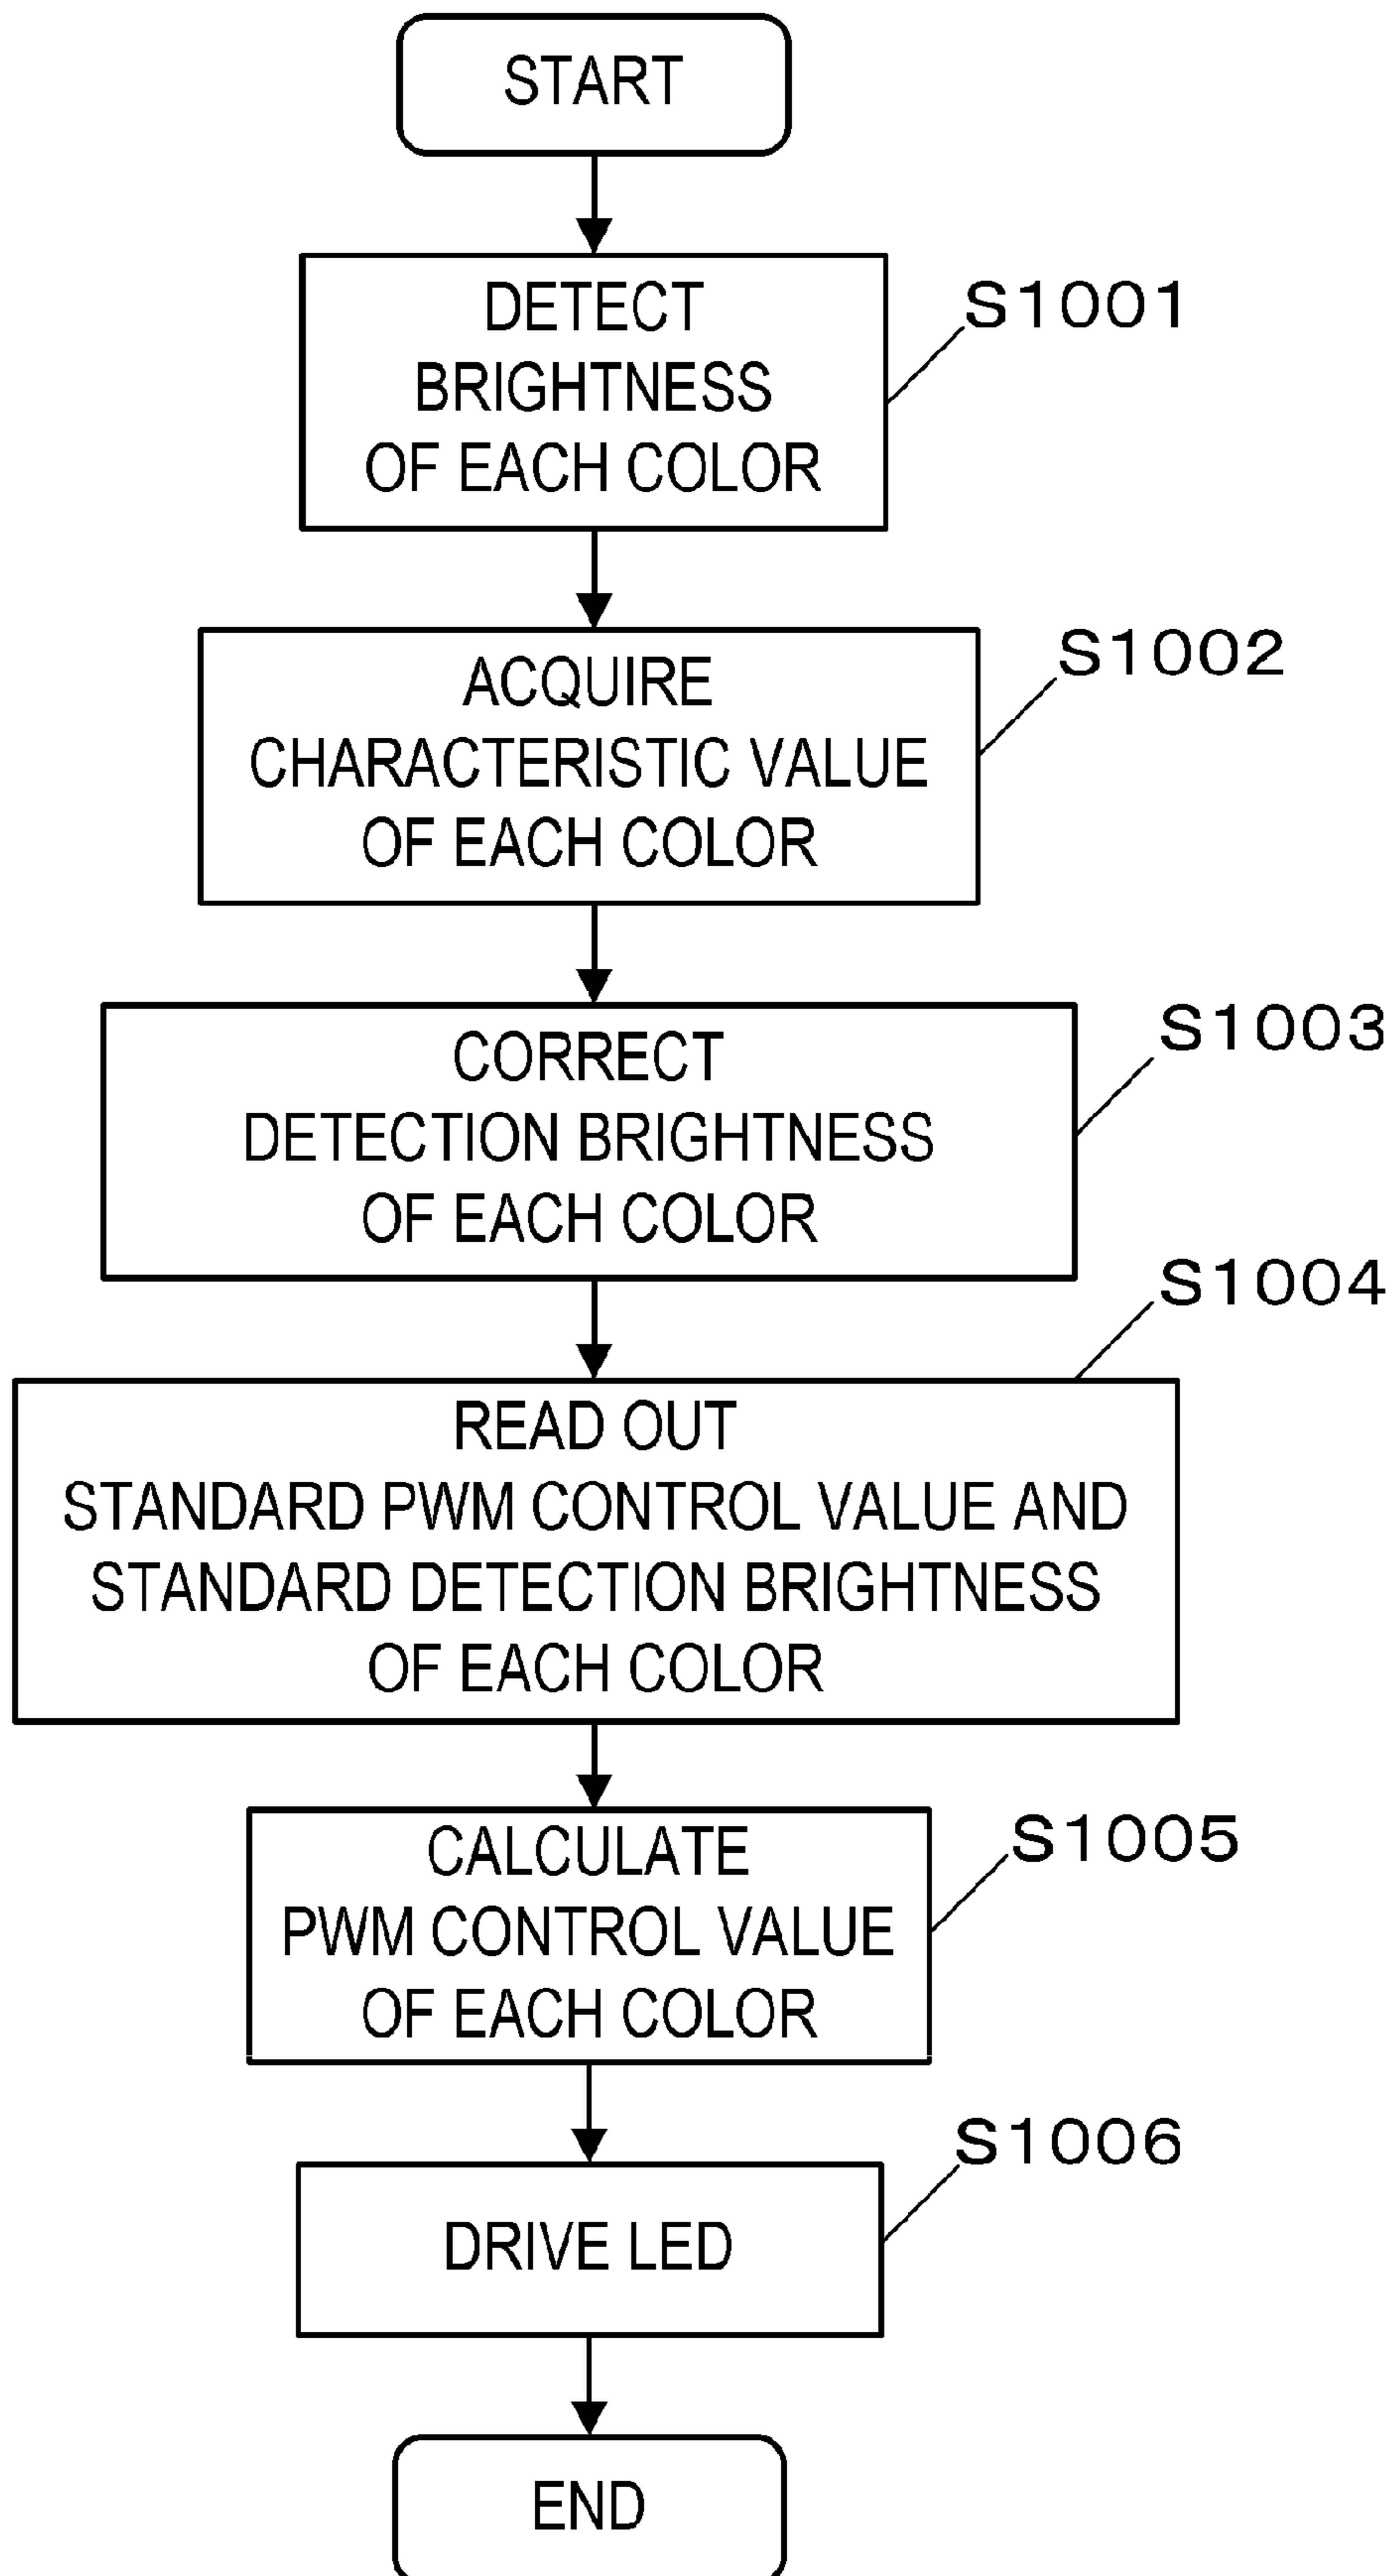 START
DETECT
BRIGHTNESS
OF EACH COLOR
S1001
ACQUIRE
CHARACTERISTIC VALUE
OF EACH COLOR
S1002
CORRECT
DETECTION BRIGHTNESS
OF EACH COLOR
S1003
READ OUT
STANDARD PWM CONTROL VALUE AND
STANDARD DETECTION BRIGHTNESS
OF EACH COLOR
S1004
CALCULATE
PWM CONTROL VALUE
OF EACH COLOR
S1005
DRIVE LED
S1006
END